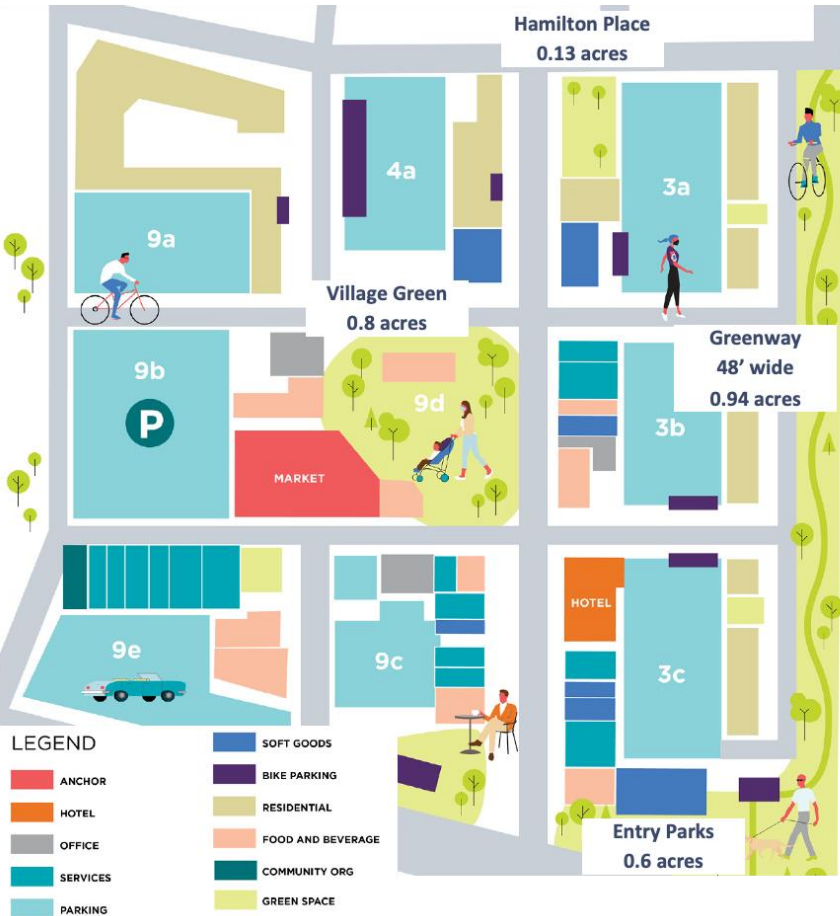 Hamilton Place
0.13 acres
4a
3a
9a
Village Green
0.8 acres
Greenway
48’ wide
0.94 acres
9b
P
9d
3b
MARKET
HOTEL
9e
9c
3c
LEGEND
ANCHOR
HOTEL
OFFICE
SERVICES
PARKING
SOFT GOODS
BIKE PARKING
RESIDENTIAL
FOOD AND BEVERAGE
COMMUNITY ORG
GREEN SPACE
Entry Parks
0.6 acres